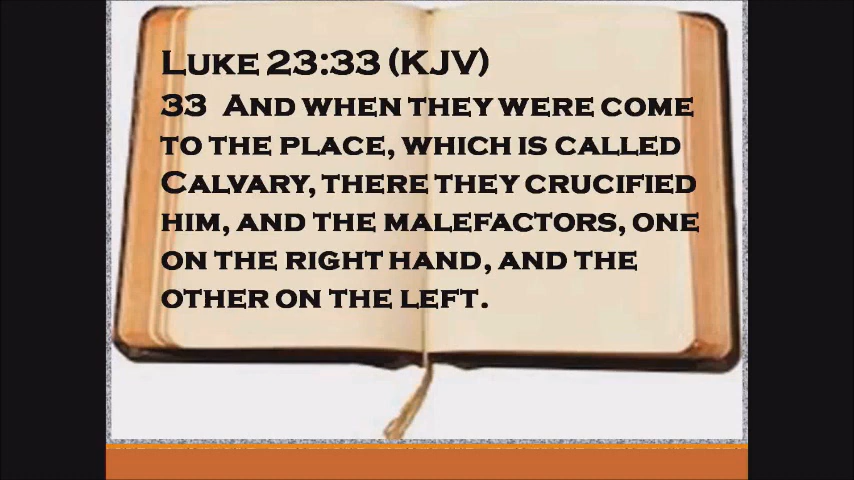 Luke 23:33 (KJV)
33 And when they were come
to the place, which is called
Calvary, there they crucified
him, and the malefactors, one
on the right hand, and the
other on the left.